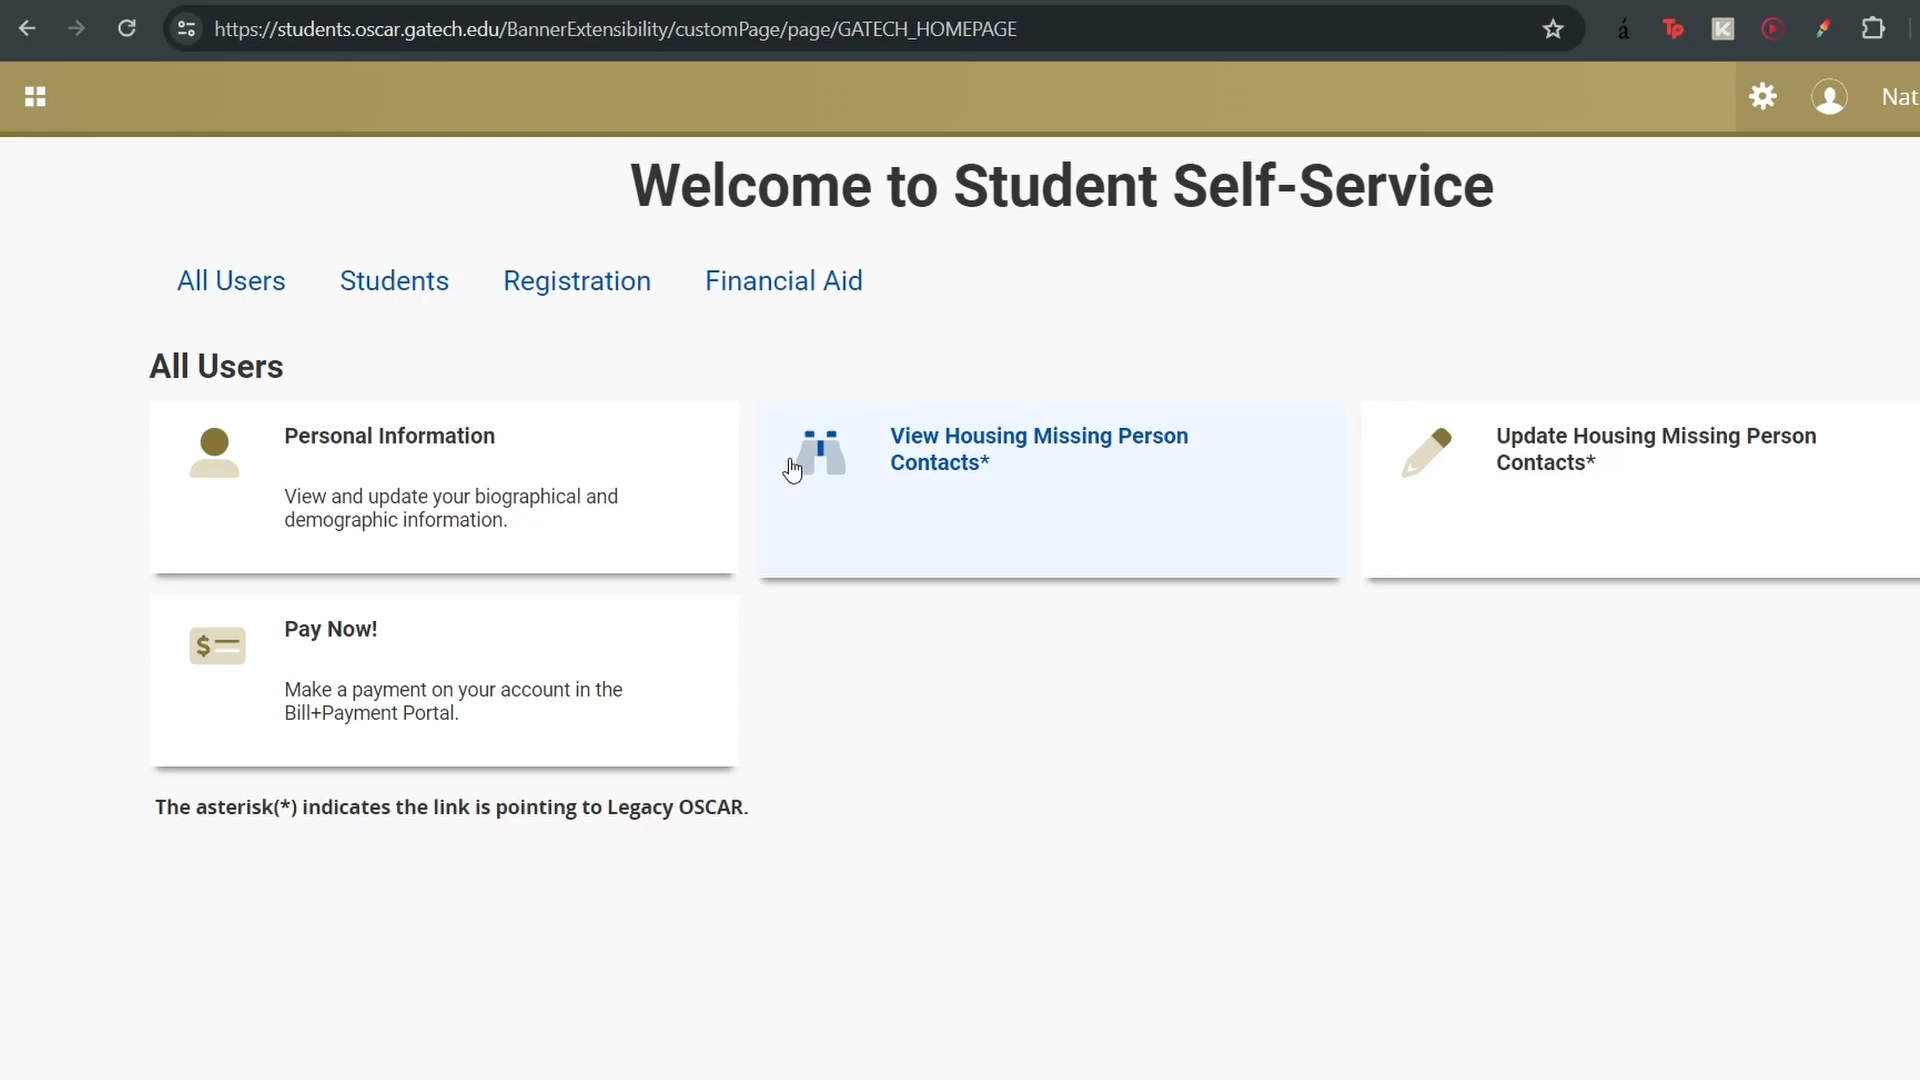 https://students.oscar.gatech.edu/BannerExtensibility/customPage/page/GATECH_HOMEPAGE
á
Tp
K
Nat
Welcome to Student Self-Service
All Users
Students
Registration
Financial Aid
All Users
Personal Information
View and update your biographical and
demographic information.
View Housing Missing Person
Contacts*
Update Housing Missing Person
Contacts*
$
Pay Now!
Make a payment on your account in the
Bill+Payment Portal.
The asterisk(*) indicates the link is pointing to Legacy OSCAR.